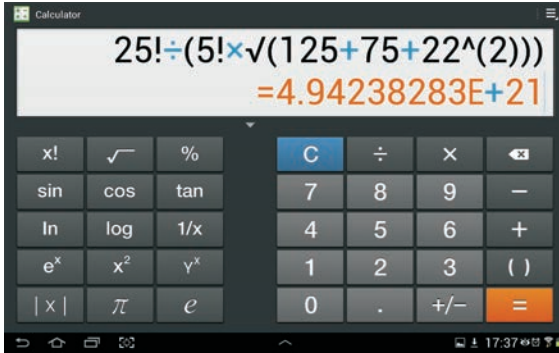 Calculator
25!÷(5!×√(125+75+22^(2)))
=4.94238283E+21
x! √ % C ÷ ×
sin cos tan 7 8 9 −
ln log 1/x 4 5 6 +
eˣ x² yˣ 1 2 3 ( )
|x| π e 0 . +/− =
17:37